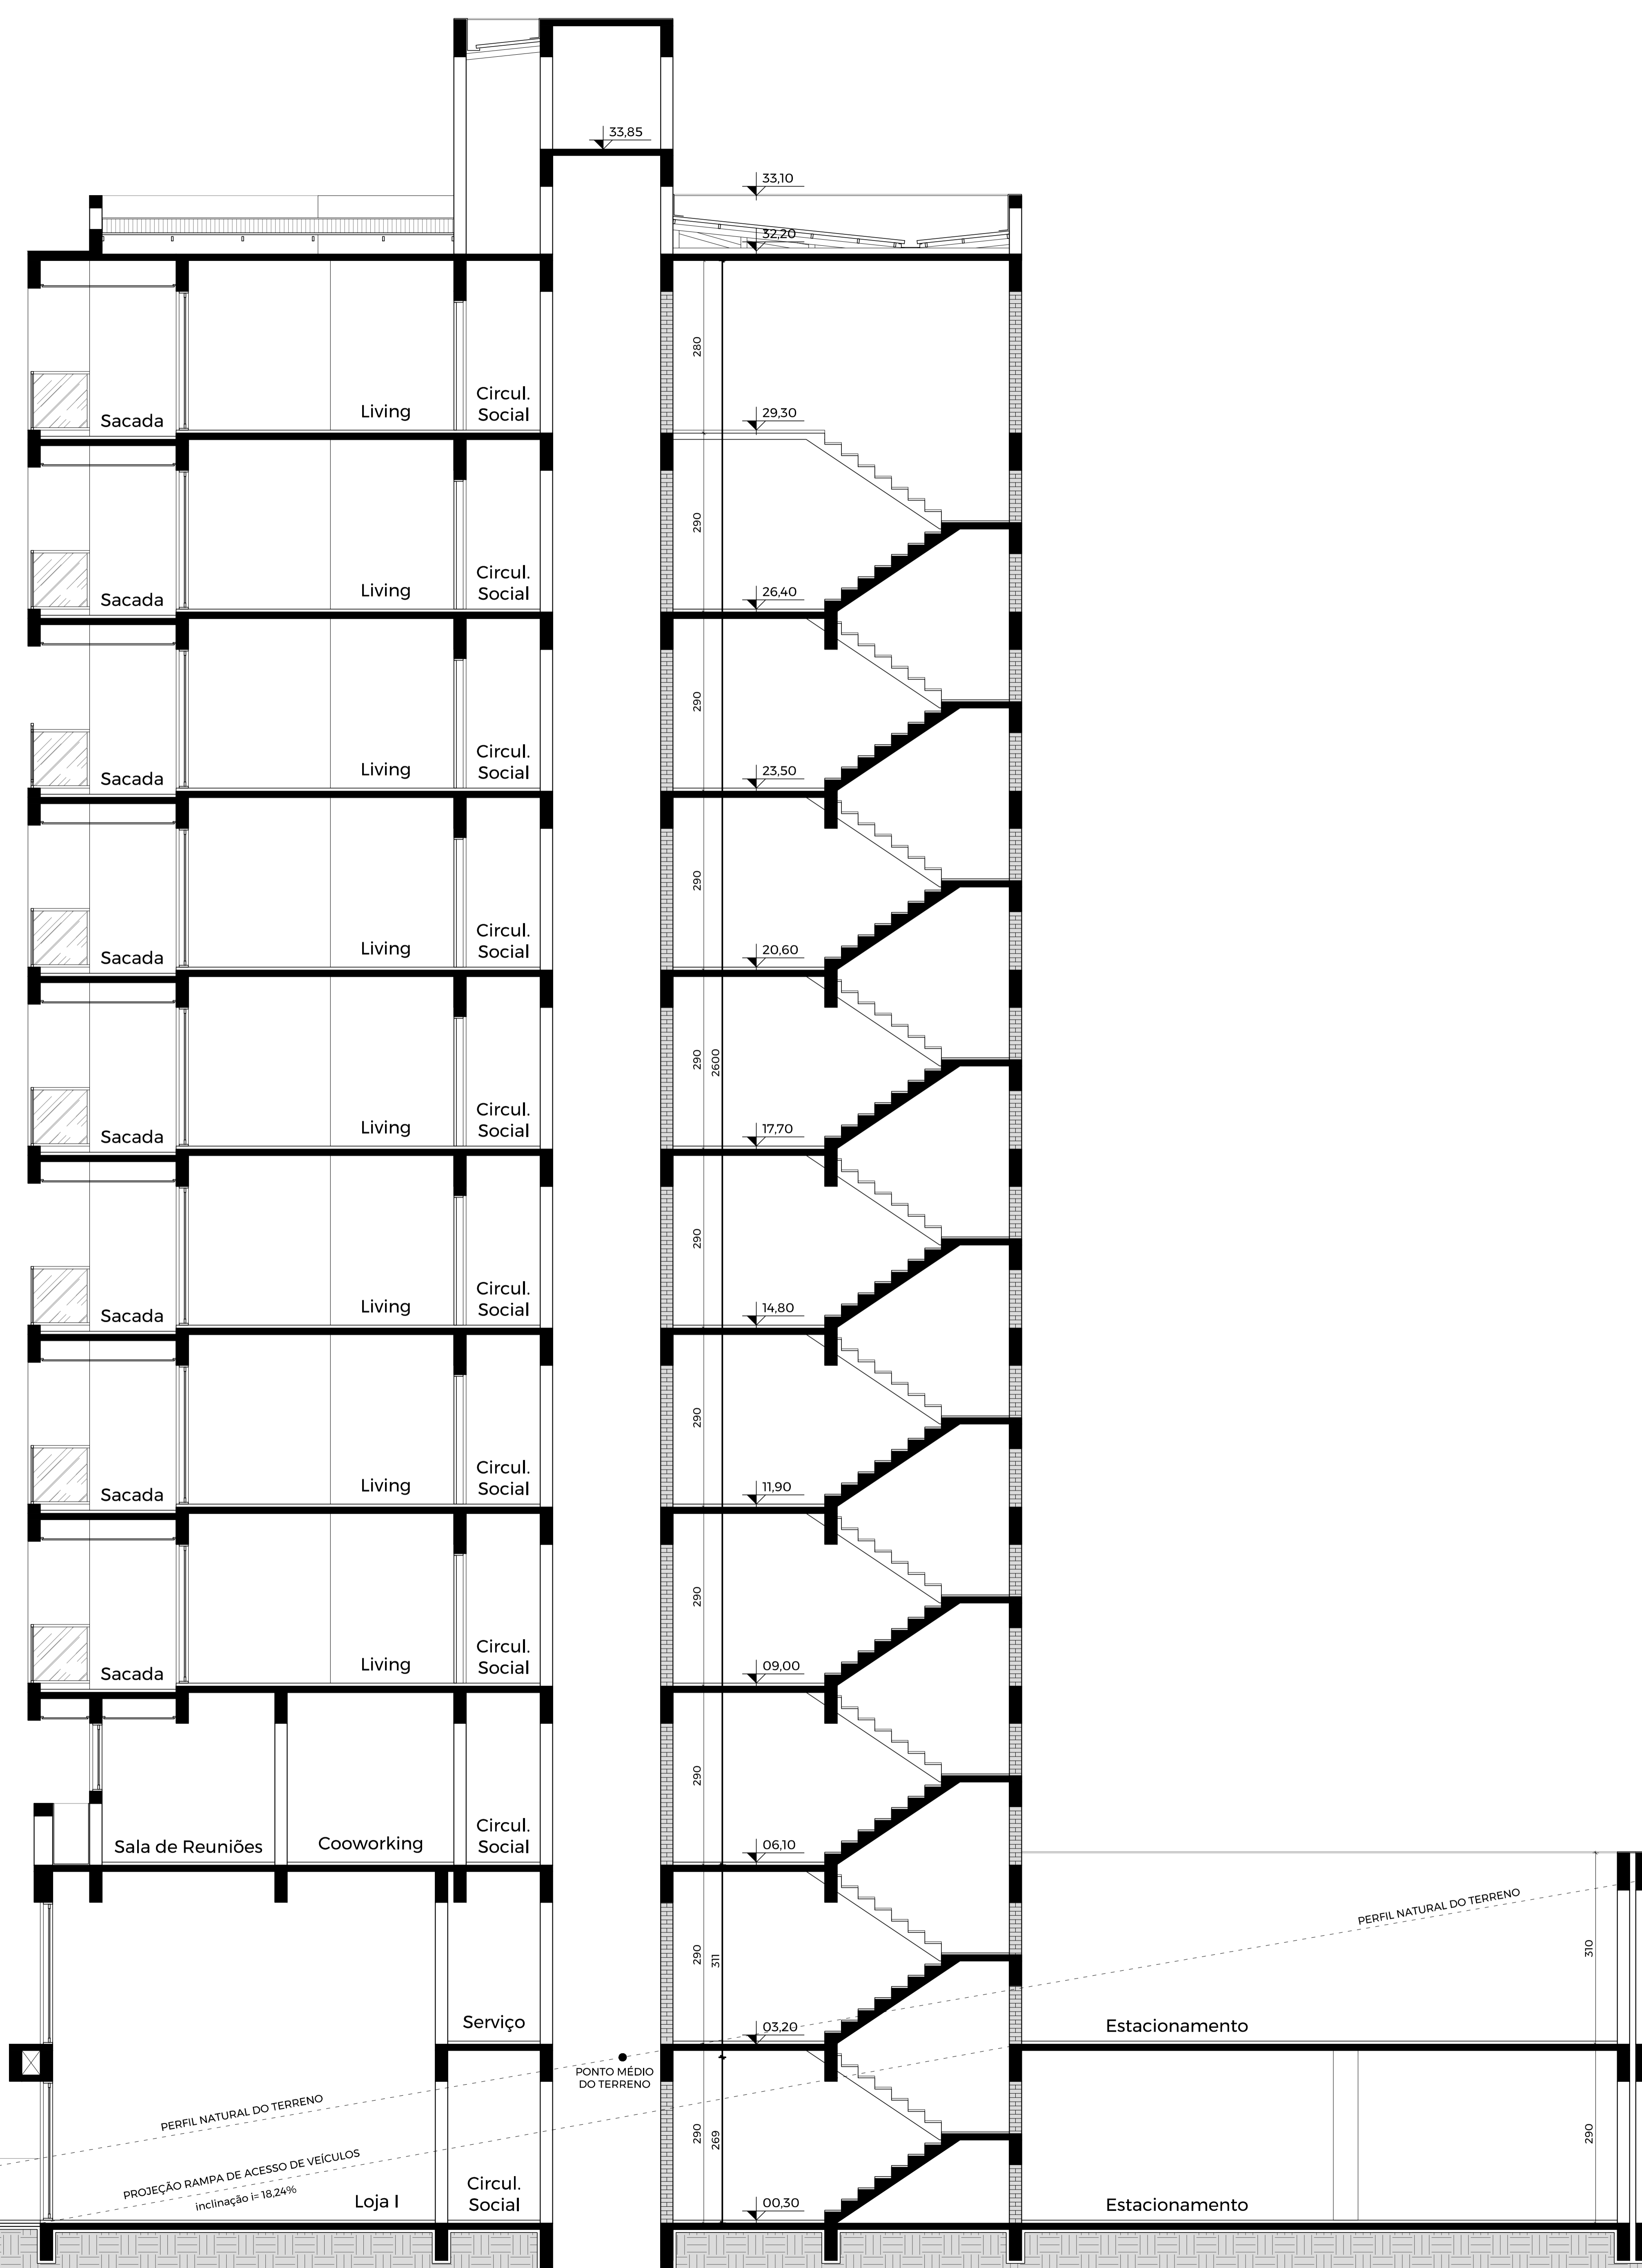 33,85
33,10
32,20
280
29,30
Sacada
Living
Circul.
Social
290
26,40
Sacada
Living
Circul.
Social
290
23,50
Sacada
Living
Circul.
Social
290
20,60
Sacada
Living
Circul.
Social
290
2600
17,70
Sacada
Living
Circul.
Social
290
14,80
Sacada
Living
Circul.
Social
290
11,90
Sacada
Living
Circul.
Social
290
09,00
Sacada
Living
Circul.
Social
290
06,10
Sala de Reuniões
Cooworking
Circul.
Social
PERFIL NATURAL DO TERRENO
290
311
310
03,20
Serviço
Estacionamento
PONTO MÉDIO
DO TERRENO
PERFIL NATURAL DO TERRENO
290
269
290
PROJEÇÃO RAMPA DE ACESSO DE VEÍCULOS
inclinação i= 18,24%
Loja I
Circul.
Social
00,30
Estacionamento